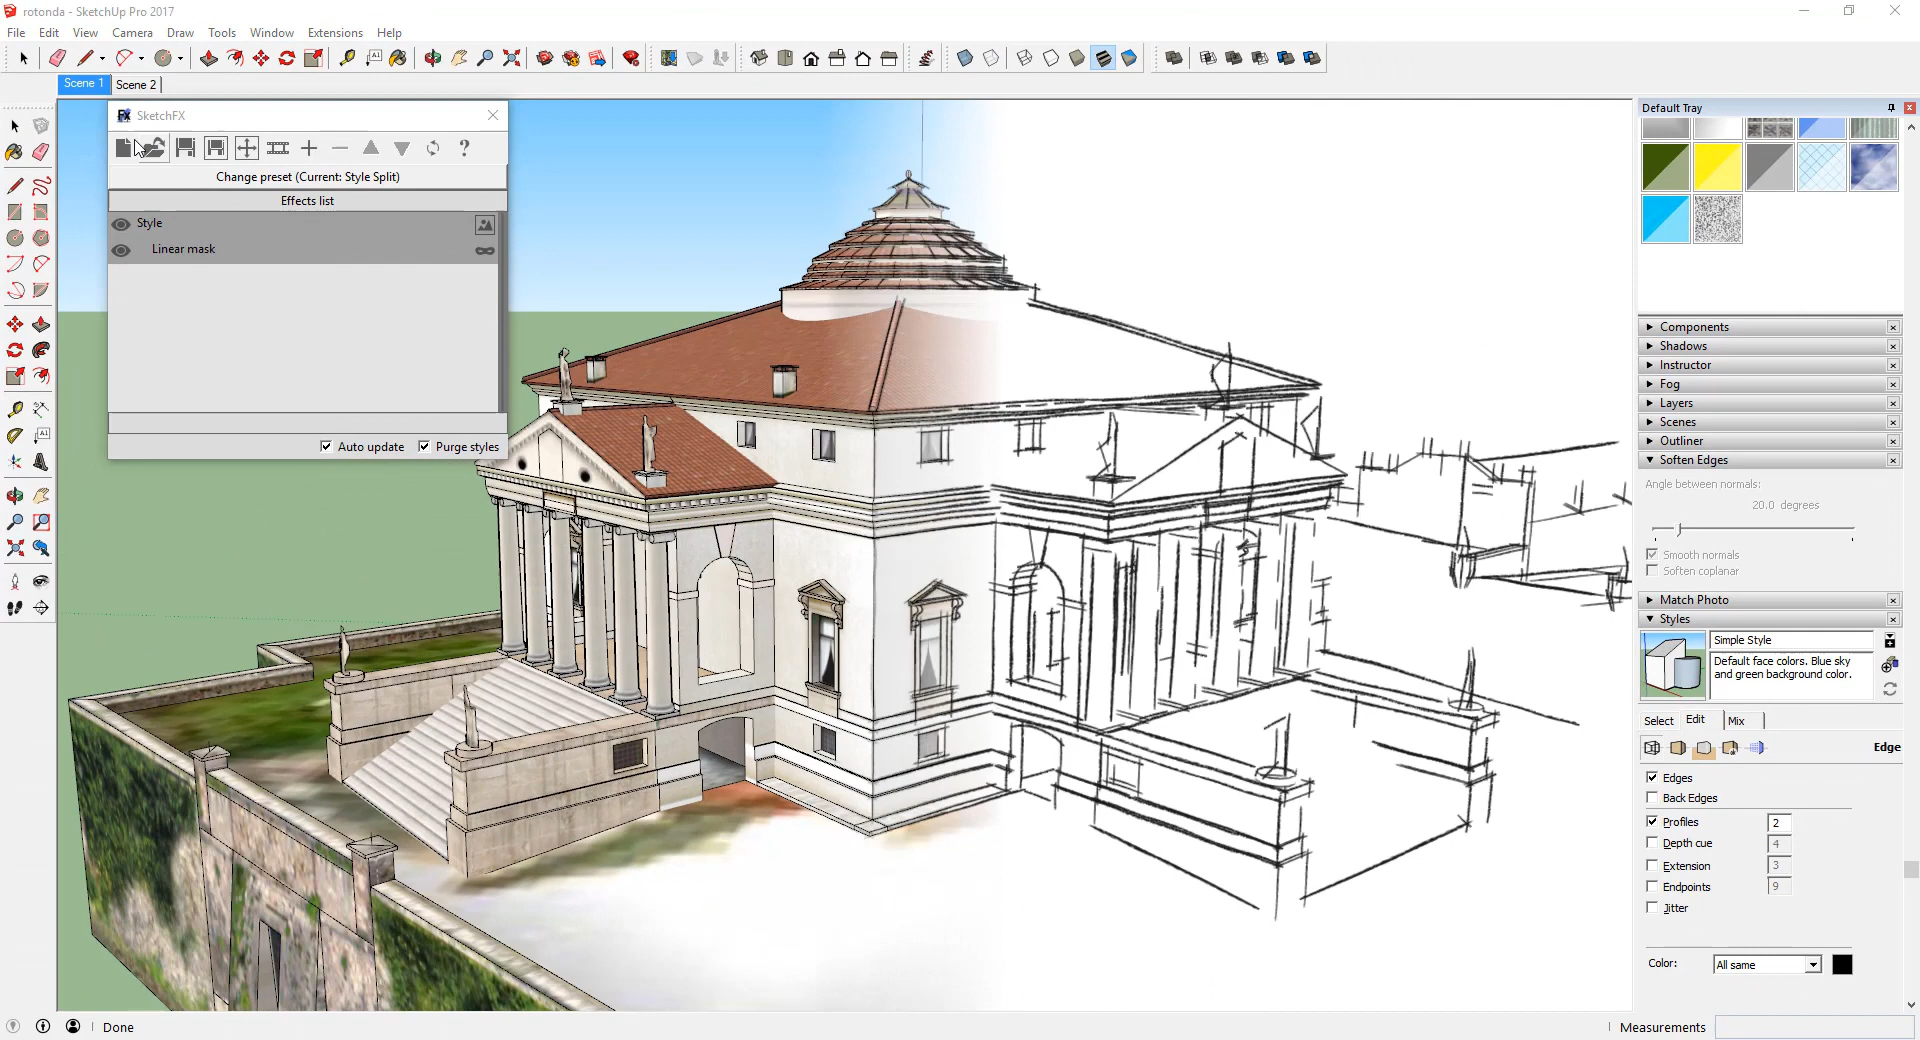 rotonda - SketchUp Pro 2017
File Edit View Camera Draw Tools Window Extensions Help
Scene 1 Scene 2
FX SketchFX
?
Change preset (Current: Style Split)
Effects list
Style
Linear mask
Auto update Purge styles
Default Tray
Components
Shadows
Instructor
Fog
Layers
Scenes
Outliner
Soften Edges
Angle between normals:
20.0 degrees
Smooth normals
Soften coplanar
Match Photo
Styles
Simple Style
Default face colors. Blue sky
and green background color.
Select Edit Mix
Edge
Edges
Back Edges
Profiles 2
Depth cue 4
Extension 3
Endpoints 9
Jitter
Color: All same
Done
Measurements